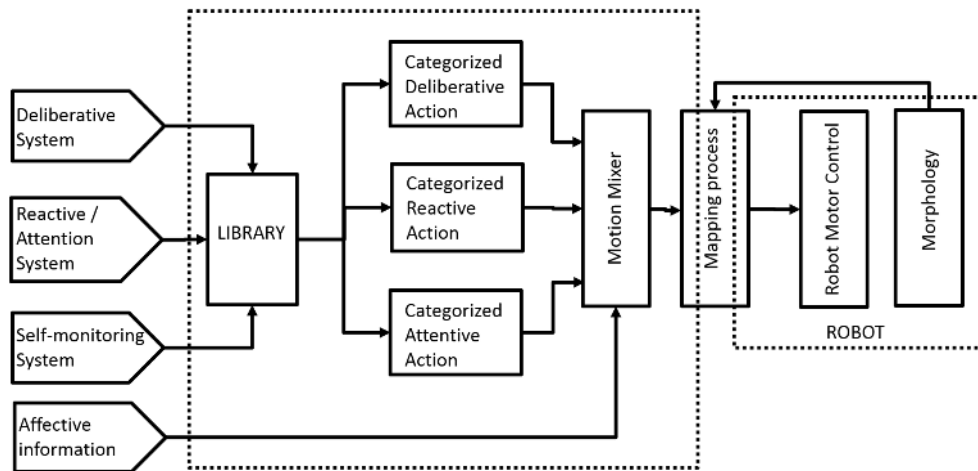 Deliberative
System
Reactive /
Attention
System
Self-monitoring
System
Affective
information
LIBRARY
Categorized
Deliberative
Action
Categorized
Reactive
Action
Categorized
Attentive
Action
Motion Mixer
Mapping process
Robot Motor Control
Morphology
ROBOT